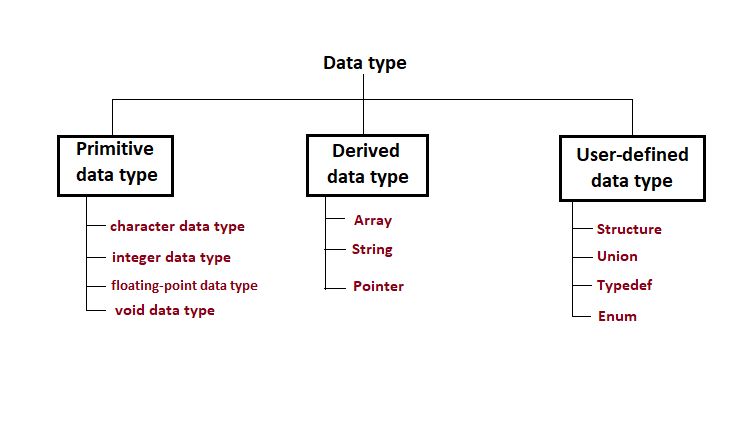 Data type
Primitive
data type
character data type
integer data type
floating-point data type
void data type
Derived
data type
Array
String
Pointer
User-defined
data type
Structure
Union
Typedef
Enum